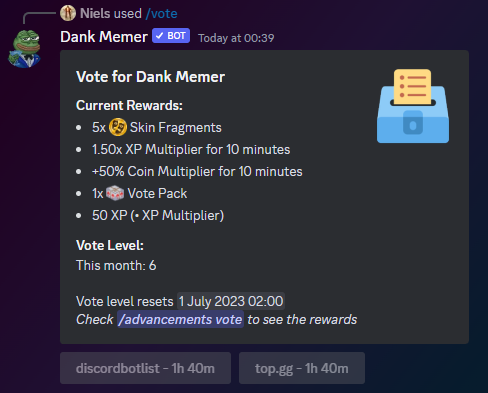 Niels used /vote
Dank Memer ✓ BOT Today at 00:39
Vote for Dank Memer
Current Rewards:
• 5x Skin Fragments
• 1.50x XP Multiplier for 10 minutes
• +50% Coin Multiplier for 10 minutes
• 1x Vote Pack
• 50 XP (• XP Multiplier)
Vote Level:
This month: 6
Vote level resets 1 July 2023 02:00
Check /advancements vote to see the rewards
discordbotlist - 1h 40m top.gg - 1h 40m